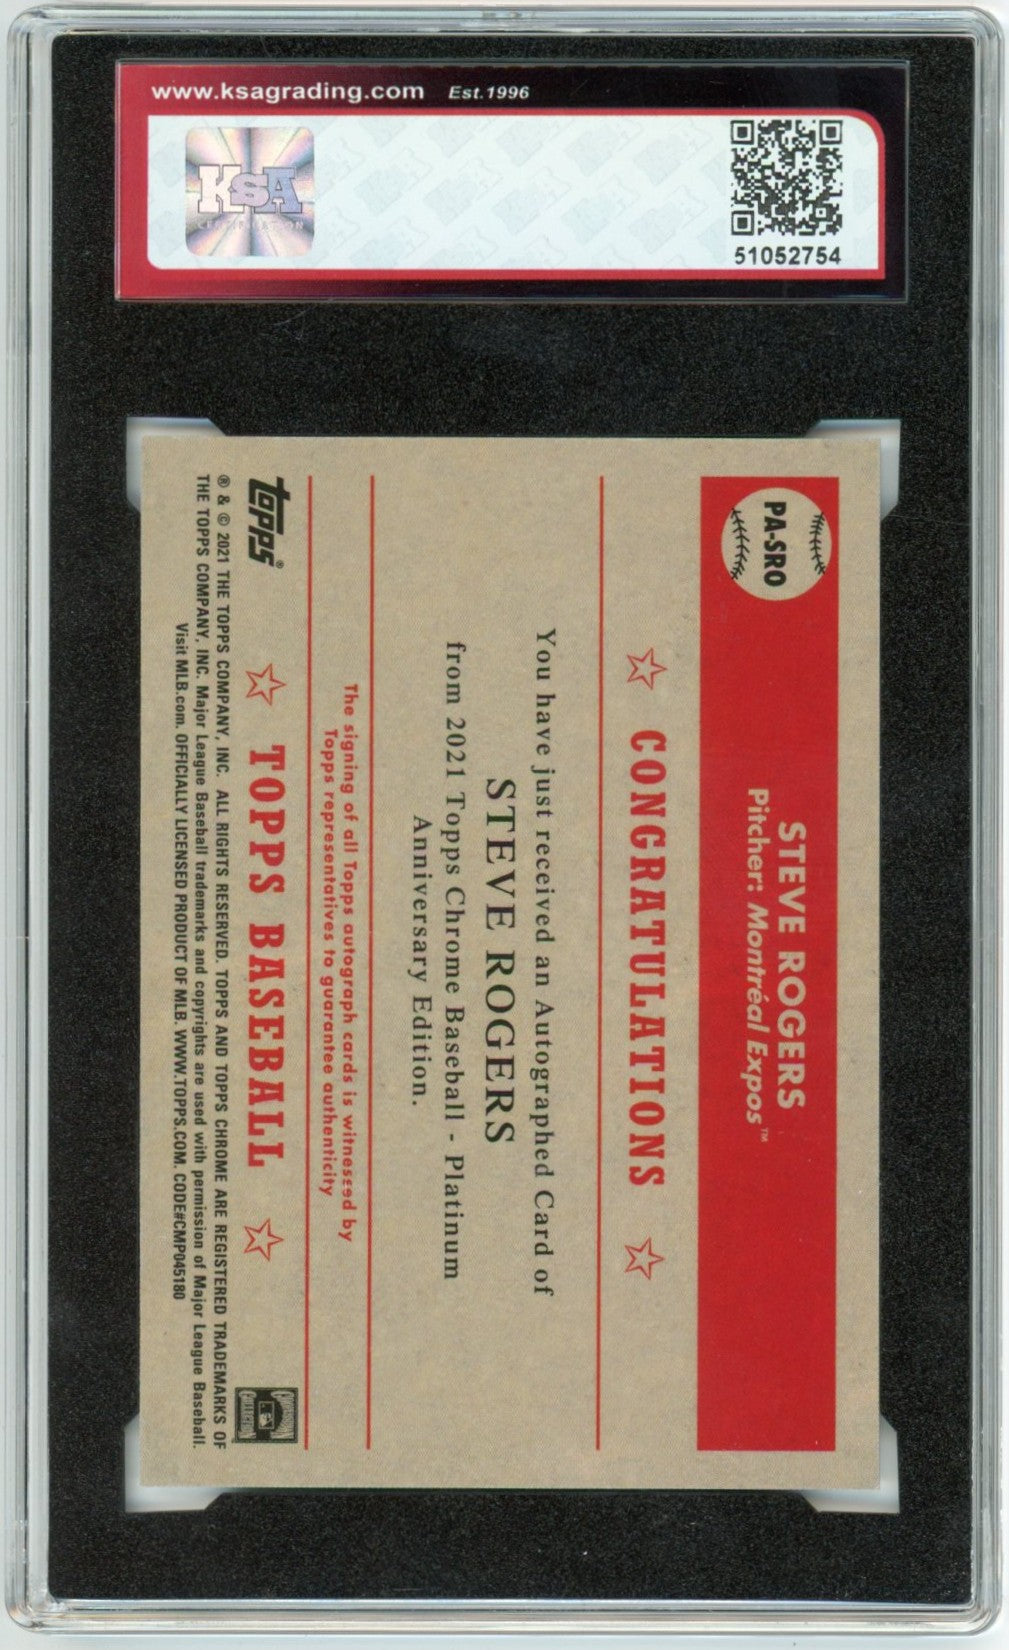 www.ksagrading.com Est.1996
KSA
CERTIFICATION
51052754
PA-SRO
STEVE ROGERS
Pitcher: Montréal Expos™
CONGRATULATIONS
You have just received an Autographed Card of
STEVE ROGERS
from 2021 Topps Chrome Baseball - Platinum
Anniversary Edition.
The signing of all Topps autograph cards is witnessed by
Topps representatives to guarantee authenticity
topps®
TOPPS BASEBALL
COOPERSTOWN
COLLECTION
® & © 2021 THE TOPPS COMPANY, INC. ALL RIGHTS RESERVED. TOPPS AND TOPPS CHROME ARE REGISTERED TRADEMARKS OF
THE TOPPS COMPANY, INC. Major League Baseball trademarks and copyrights are used with permission of Major League Baseball.
Visit MLB.com. OFFICIALLY LICENSED PRODUCT OF MLB. WWW.TOPPS.COM. CODE#CMP045180